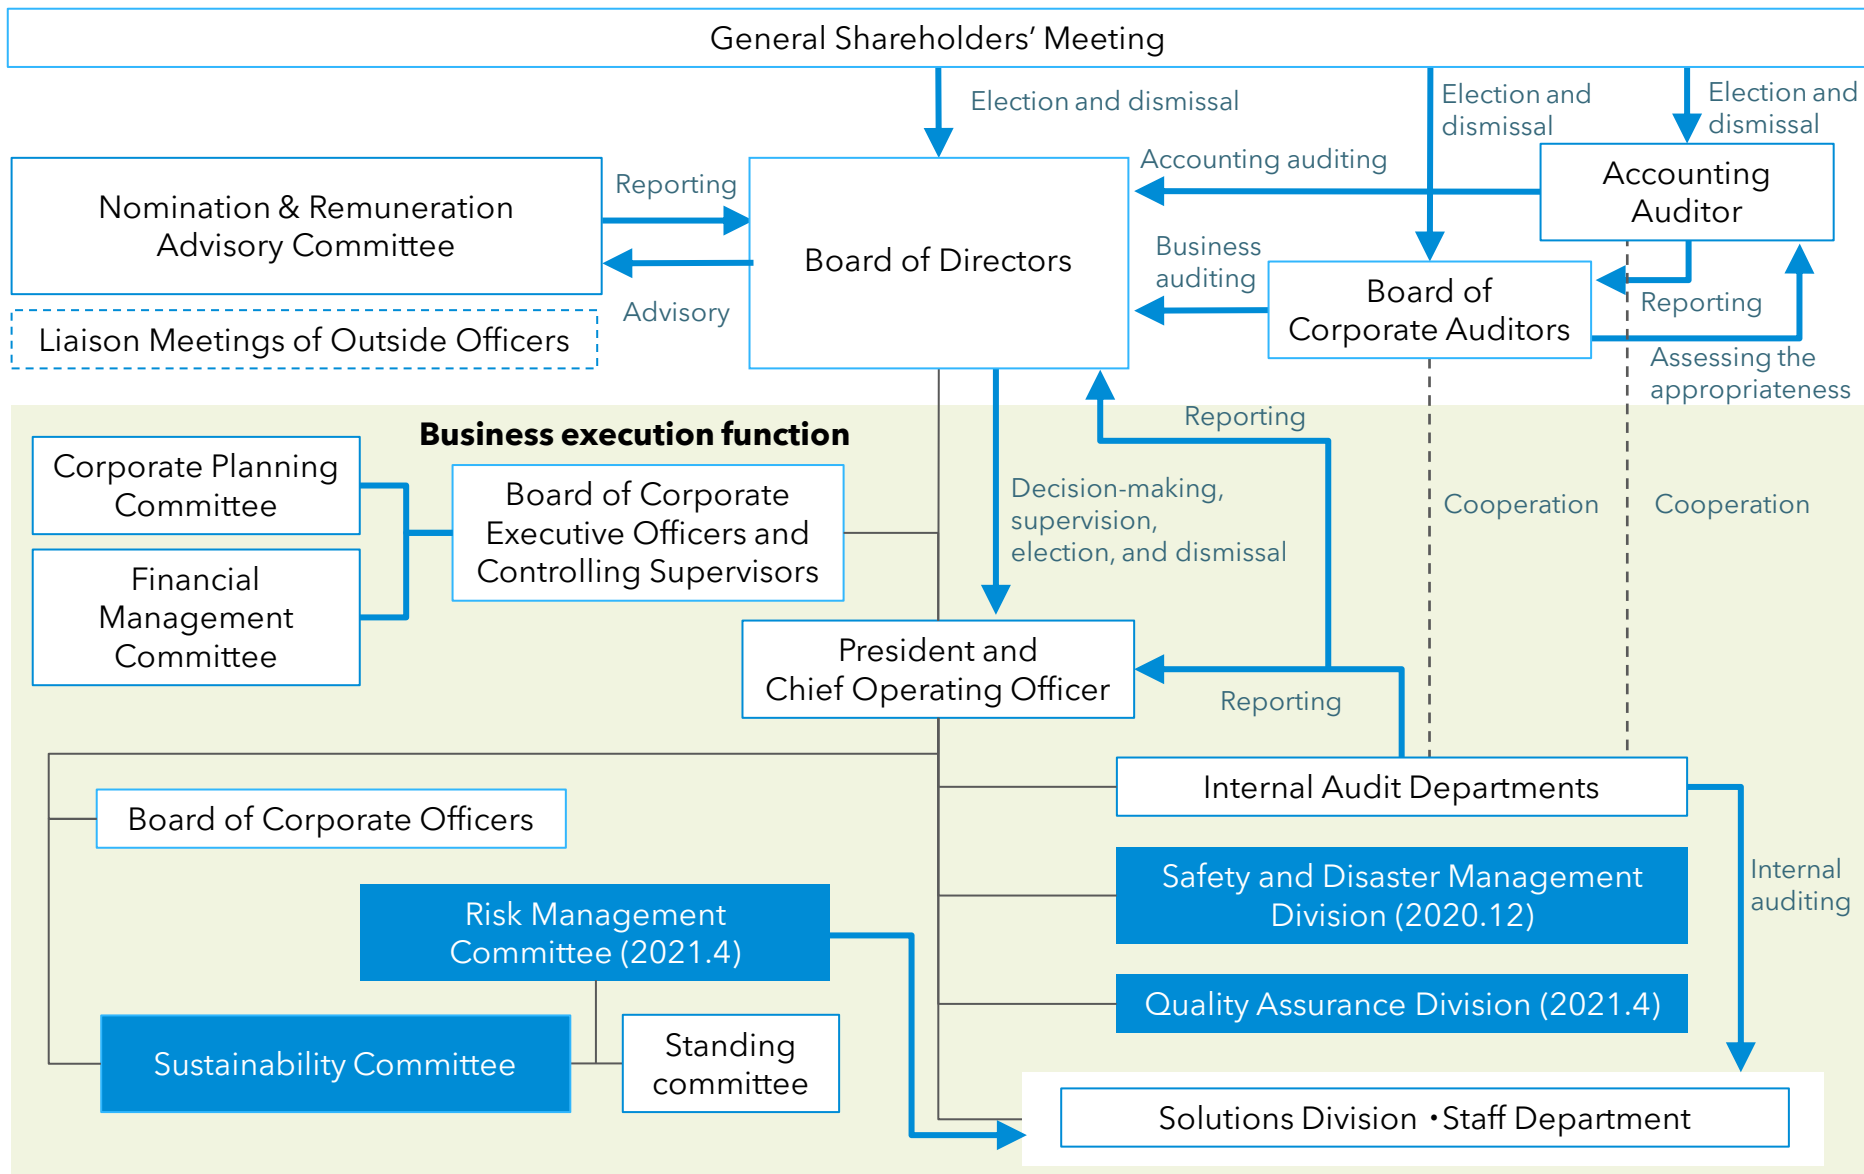 General Shareholders’ Meeting
Election and dismissal
Election and
dismissal
Election and
dismissal
Nomination & Remuneration
Advisory Committee
Reporting
Advisory
Board of Directors
Accounting auditing
Accounting
Auditor
Business
auditing
Board of
Corporate Auditors
Reporting
Assessing the
appropriateness
Liaison Meetings of Outside Officers
Business execution function
Reporting
Corporate Planning
Committee
Financial
Management
Committee
Board of Corporate
Executive Officers and
Controlling Supervisors
Decision-making,
supervision,
election, and dismissal
Cooperation
Cooperation
President and
Chief Operating Officer
Reporting
Internal Audit Departments
Board of Corporate Officers
Safety and Disaster Management
Division (2020.12)
Internal
auditing
Risk Management
Committee (2021.4)
Quality Assurance Division (2021.4)
Sustainability Committee
Standing
committee
Solutions Division・Staff Department